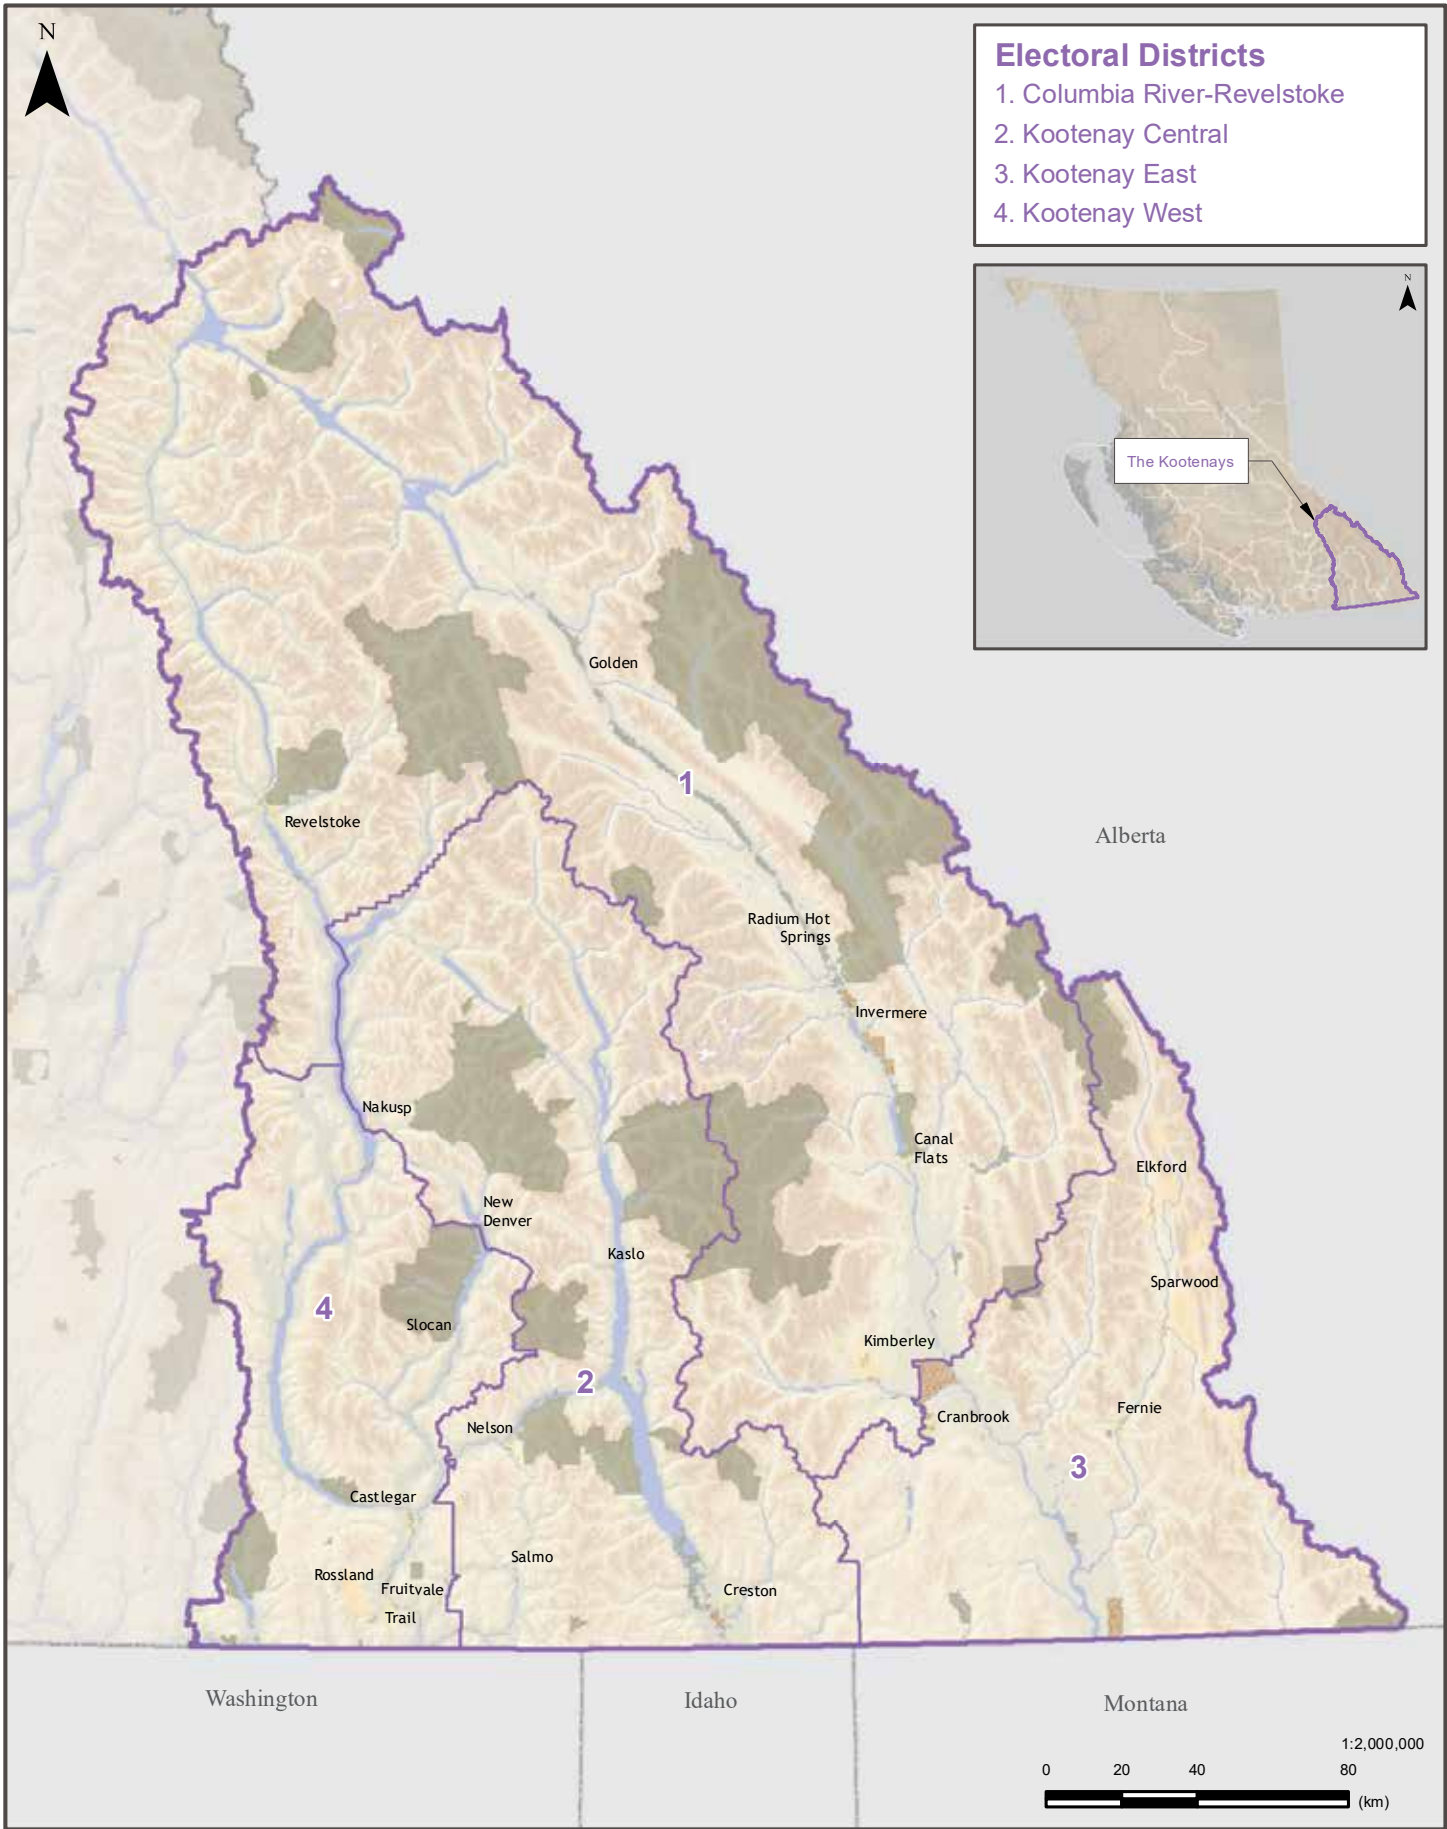 N
Electoral Districts
1. Columbia River-Revelstoke
2. Kootenay Central
3. Kootenay East
4. Kootenay West
N
The Kootenays
Golden
1
Revelstoke
Alberta
Radium Hot
Springs
Invermere
Nakusp
Canal
Flats
Elkford
New
Denver
Kaslo
Sparwood
4
Slocan
Kimberley
2
Nelson
Cranbrook
Fernie
3
Castlegar
Salmo
Rossland
Fruitvale
Creston
Trail
Washington
Idaho
Montana
1:2,000,000
0 20 40 80
(km)